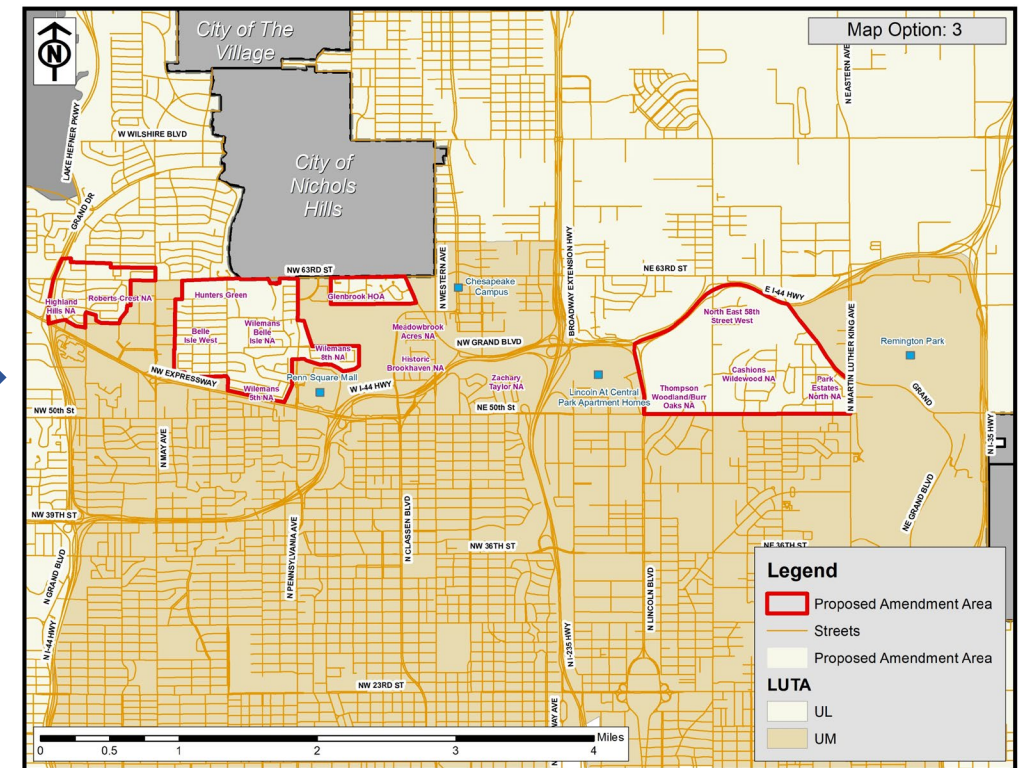 City of The
Village
Map Option: 3
N
N EASTERN AVE
LAKE HEFNER PKWY
W WILSHIRE BLVD
City of
Nichols
Hills
GRAND DR
N WESTERN AVE
BROADWAY EXTENSION HWY
NW 63RD ST
NE 63RD ST
E I-44 HWY
Highland
Hills NA
Roberts Crest NA
Hunters Green
Glenbrook HOA
Chesapeake
Campus
North East 58th
Street West
N MARTIN LUTHER KING AVE
Belle
Isle West
Wilemans
Belle
Isle NA
Meadowbrook
Acres NA
Wilemans
8th NA
NW GRAND BLVD
Remington Park
Historic
Brookhaven NA
NW EXPRESSWAY
Penn Square Mall
W I-44 HWY
Wilemans
5th NA
Zachary
Taylor NA
Lincoln At Central
Park Apartment Homes
Cashions
Wildewood NA
Thompson
Woodland/Burr
Oaks NA
Park
Estates
North NA
GRAND
NW 50th St
NE 50th St
N MAY AVE
N I-35 HWY
NW 39TH ST
N PENNSYLVANIA AVE
N CLASSEN BLVD
NE GRAND BLVD
NW 36TH ST
NE 36TH ST
N GRAND BLVD
N LINCOLN BLVD
N I-44 HWY
N I-235 HWY
NW 23RD ST
Legend
Proposed Amendment Area
Streets
Proposed Amendment Area
LUTA
UL
UM
Miles
0 0.5 1 2 3 4